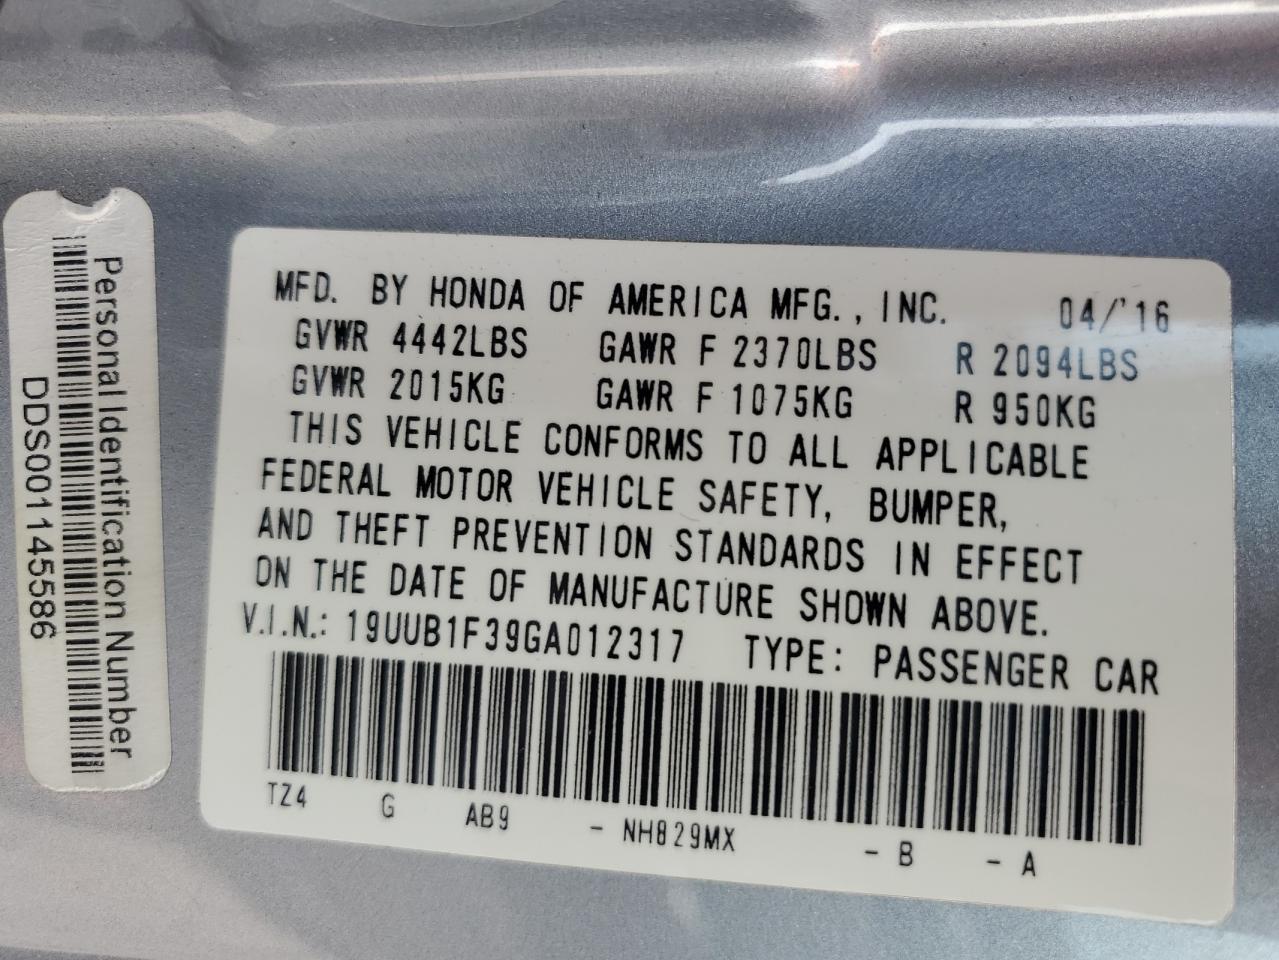 Personal Identification Number
DDS001145586
MFD. BY HONDA OF AMERICA MFG., INC. 04/'16
GVWR 4442LBS GAWR F 2370LBS R 2094LBS
GVWR 2015KG GAWR F 1075KG R 950KG
THIS VEHICLE CONFORMS TO ALL APPLICABLE
FEDERAL MOTOR VEHICLE SAFETY, BUMPER,
AND THEFT PREVENTION STANDARDS IN EFFECT
ON THE DATE OF MANUFACTURE SHOWN ABOVE.
V.I.N.: 19UUB1F39GA012317 TYPE: PASSENGER CAR
TZ4 G AB9 - NH829MX - B - A